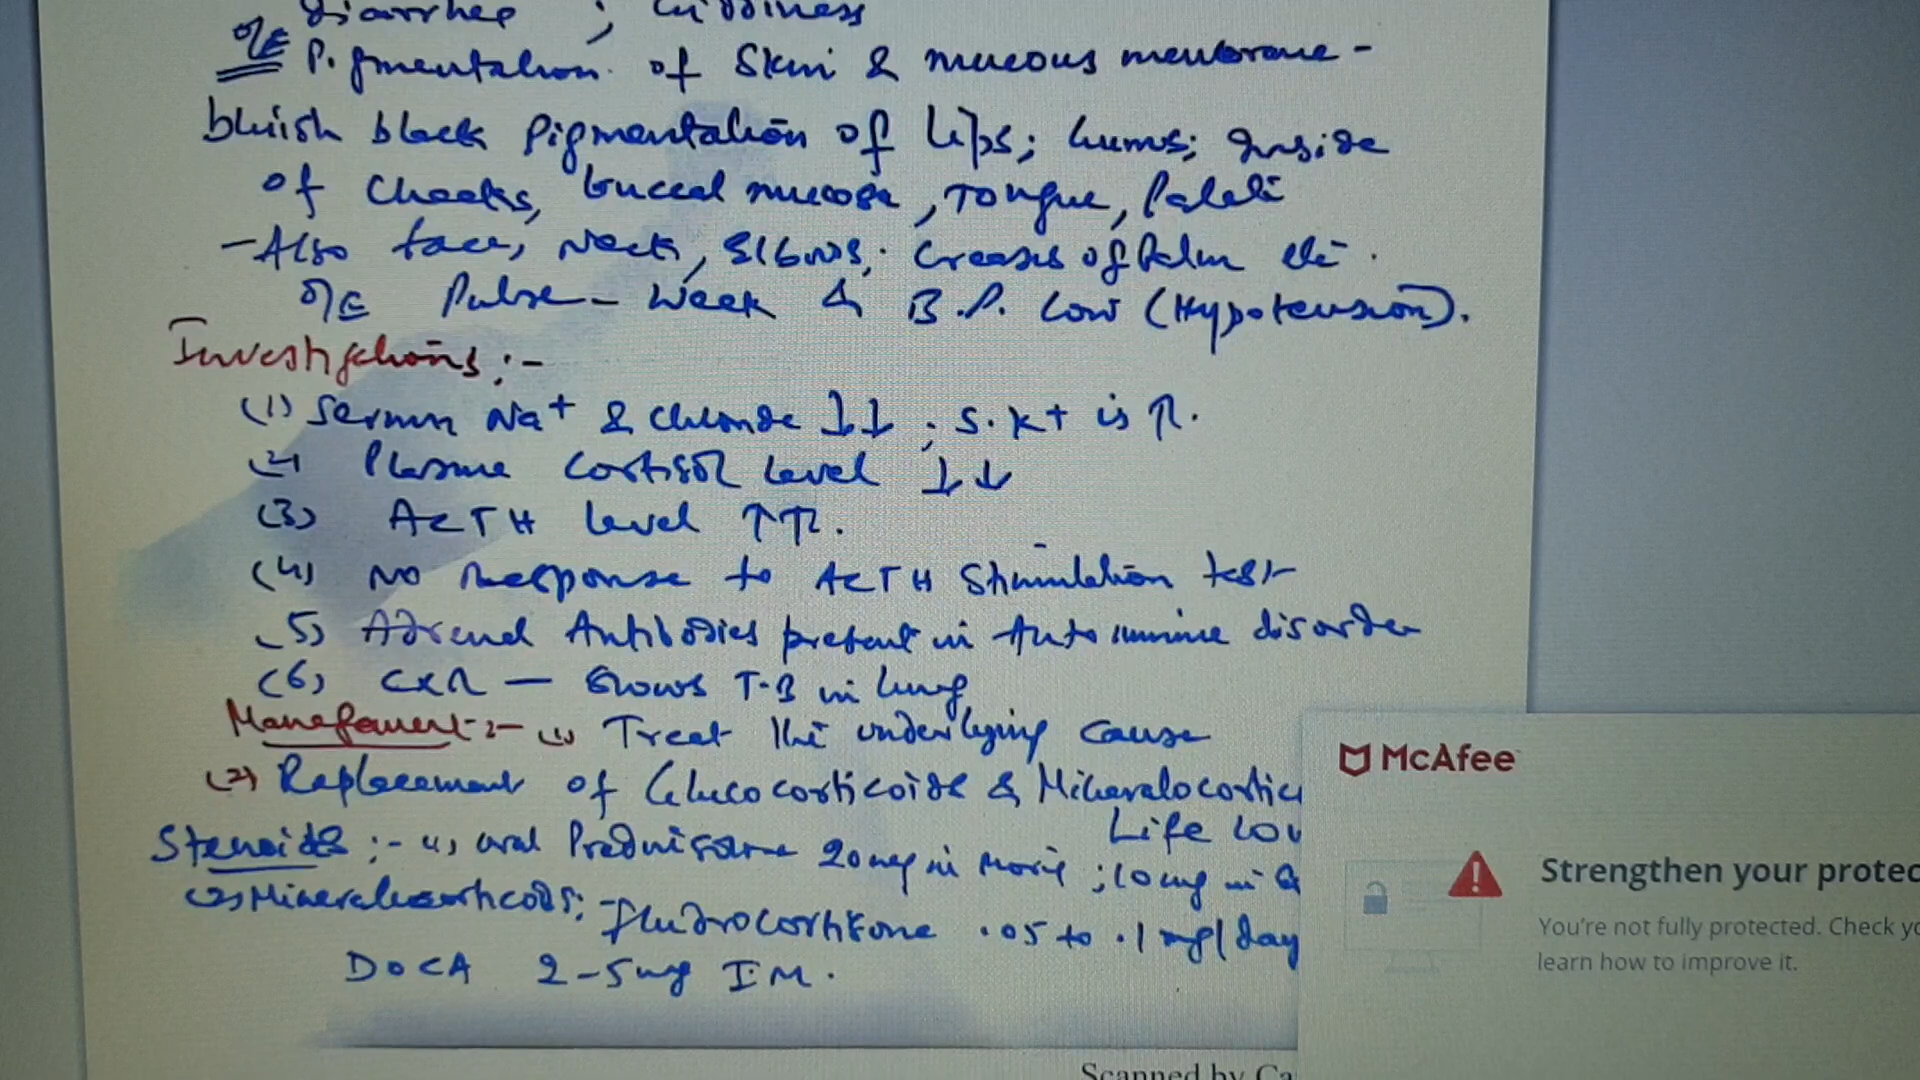 diarrhea ; Giddiness
O/E Pigmentation of Skin & mucous membrane -
bluish black Pigmentation of Lips; Gums; Inside
of Cheeks, buccal mucosa, Tongue, Palate
- Also face, Neck, Elbows; Creases of Palm etc.
O/E Pulse - Weak & B.P. Low (Hypotension).
Investigations :-
(1) Serum Na+ & Chloride ↓↓ ; S. K+ is ↑.
(2) Plasma Cortisol Level ↓↓
(3) ACTH Level ↑↑.
(4) No Response to ACTH Stimulation test
(5) Adrenal Antibodies present in Autoimmune disorder
(6) CXR — Shows T.B in lung
Management :- (1) Treat the underlying cause
(2) Replacement of Glucocorticoids & Mineralocortic
Life Lon
Steroids :- (1) oral Prednisolone 20mg in Morning ; 10mg in
(2) Mineralocorticoids; - fludrocortisone .05 to .1 mg/day
DOCA 2-5mg I.M.
McAfee
Strengthen your protec
You're not fully protected. Check yo
learn how to improve it.
Scanned by Ca